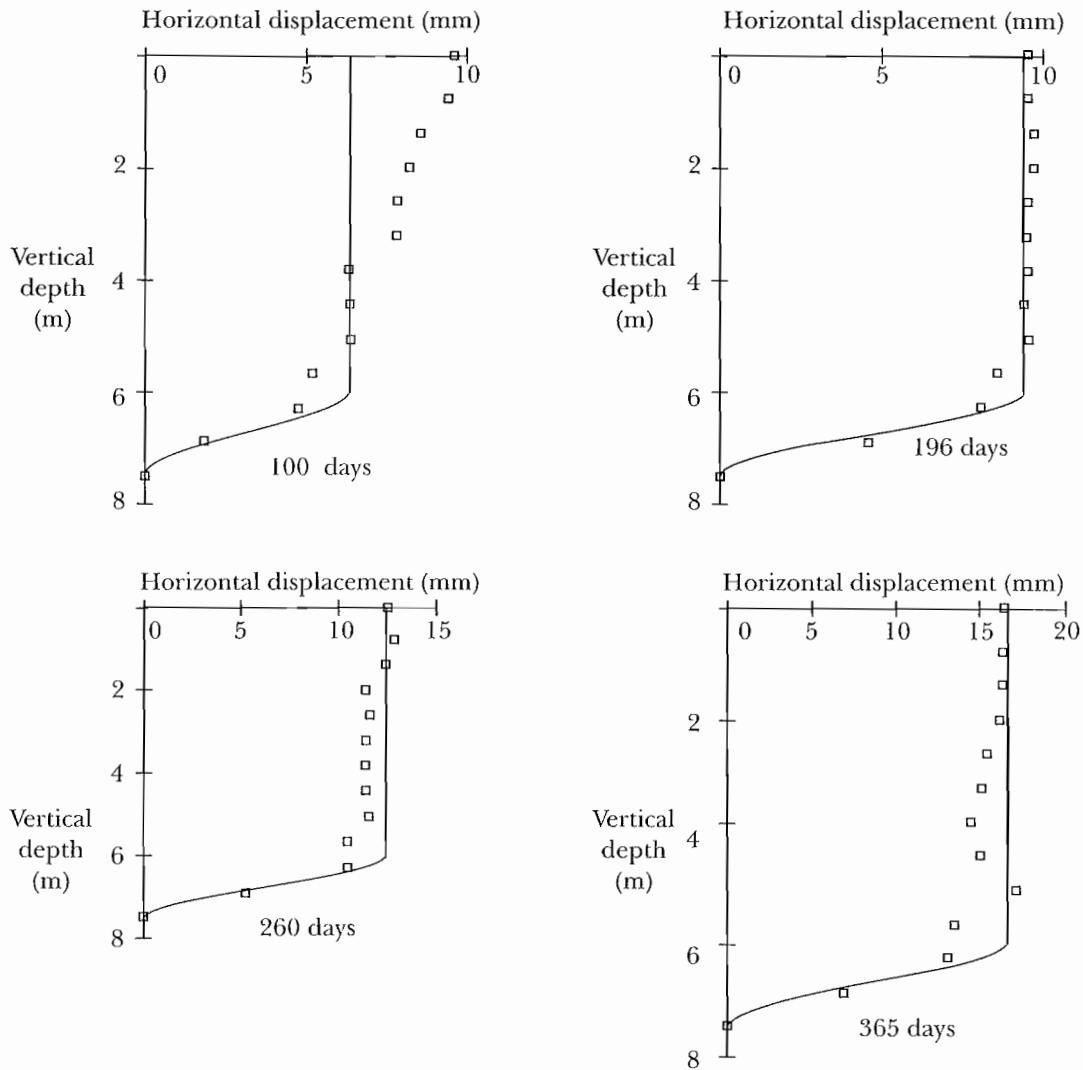 Horizontal displacement (mm)
0 5 10
2
4
6
8
Vertical
depth
(m)
100 days
Horizontal displacement (mm)
0 5 10
2
4
6
8
Vertical
depth
(m)
196 days
Horizontal displacement (mm)
0 5 10 15
2
4
6
8
Vertical
depth
(m)
260 days
Horizontal displacement (mm)
0 5 10 15 20
2
4
6
8
Vertical
depth
(m)
365 days